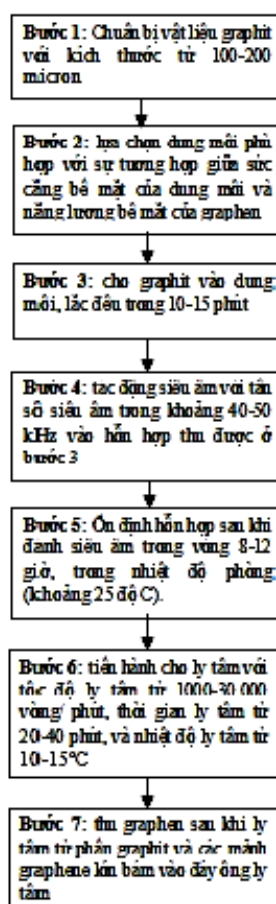 Bước 1: Chuẩn bị vật liệu graphit
với kích thước từ 100-200
micron
Bước 2: lựa chọn dung môi phù
hợp với sự tương hợp giữa sức
căng bề mặt của dung môi và
năng lượng bề mặt của graphen
Bước 3: cho graphit vào dung
môi, lắc đều trong 10-15 phút
Bước 4: tác động siêu âm với tần
số siêu âm trong khoảng 40-50
kHz vào hỗn hợp thu được ở
bước 3
Bước 5: Ổn định hỗn hợp sau khi
đánh siêu âm trong vòng 8-12
giờ, trong nhiệt độ phòng
(khoảng 25 độ C).
Bước 6: tiến hành cho ly tâm với
tốc độ ly tâm từ 1000-30.000
vòng/ phút, thời gian ly tâm từ
20-40 phút, và nhiệt độ ly tâm từ
10-15°C
Bước 7: thu graphen sau khi ly
tâm từ phần graphit và các mảnh
graphene lớn bám vào đáy ống ly
tâm